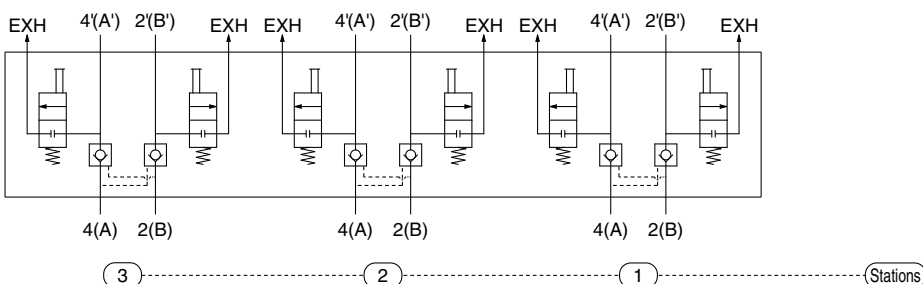 EXH 4'(A') 2'(B') EXH EXH 4'(A') 2'(B') EXH EXH 4'(A') 2'(B') EXH
4(A) 2(B) 4(A) 2(B) 4(A) 2(B)
3 2 1 Stations